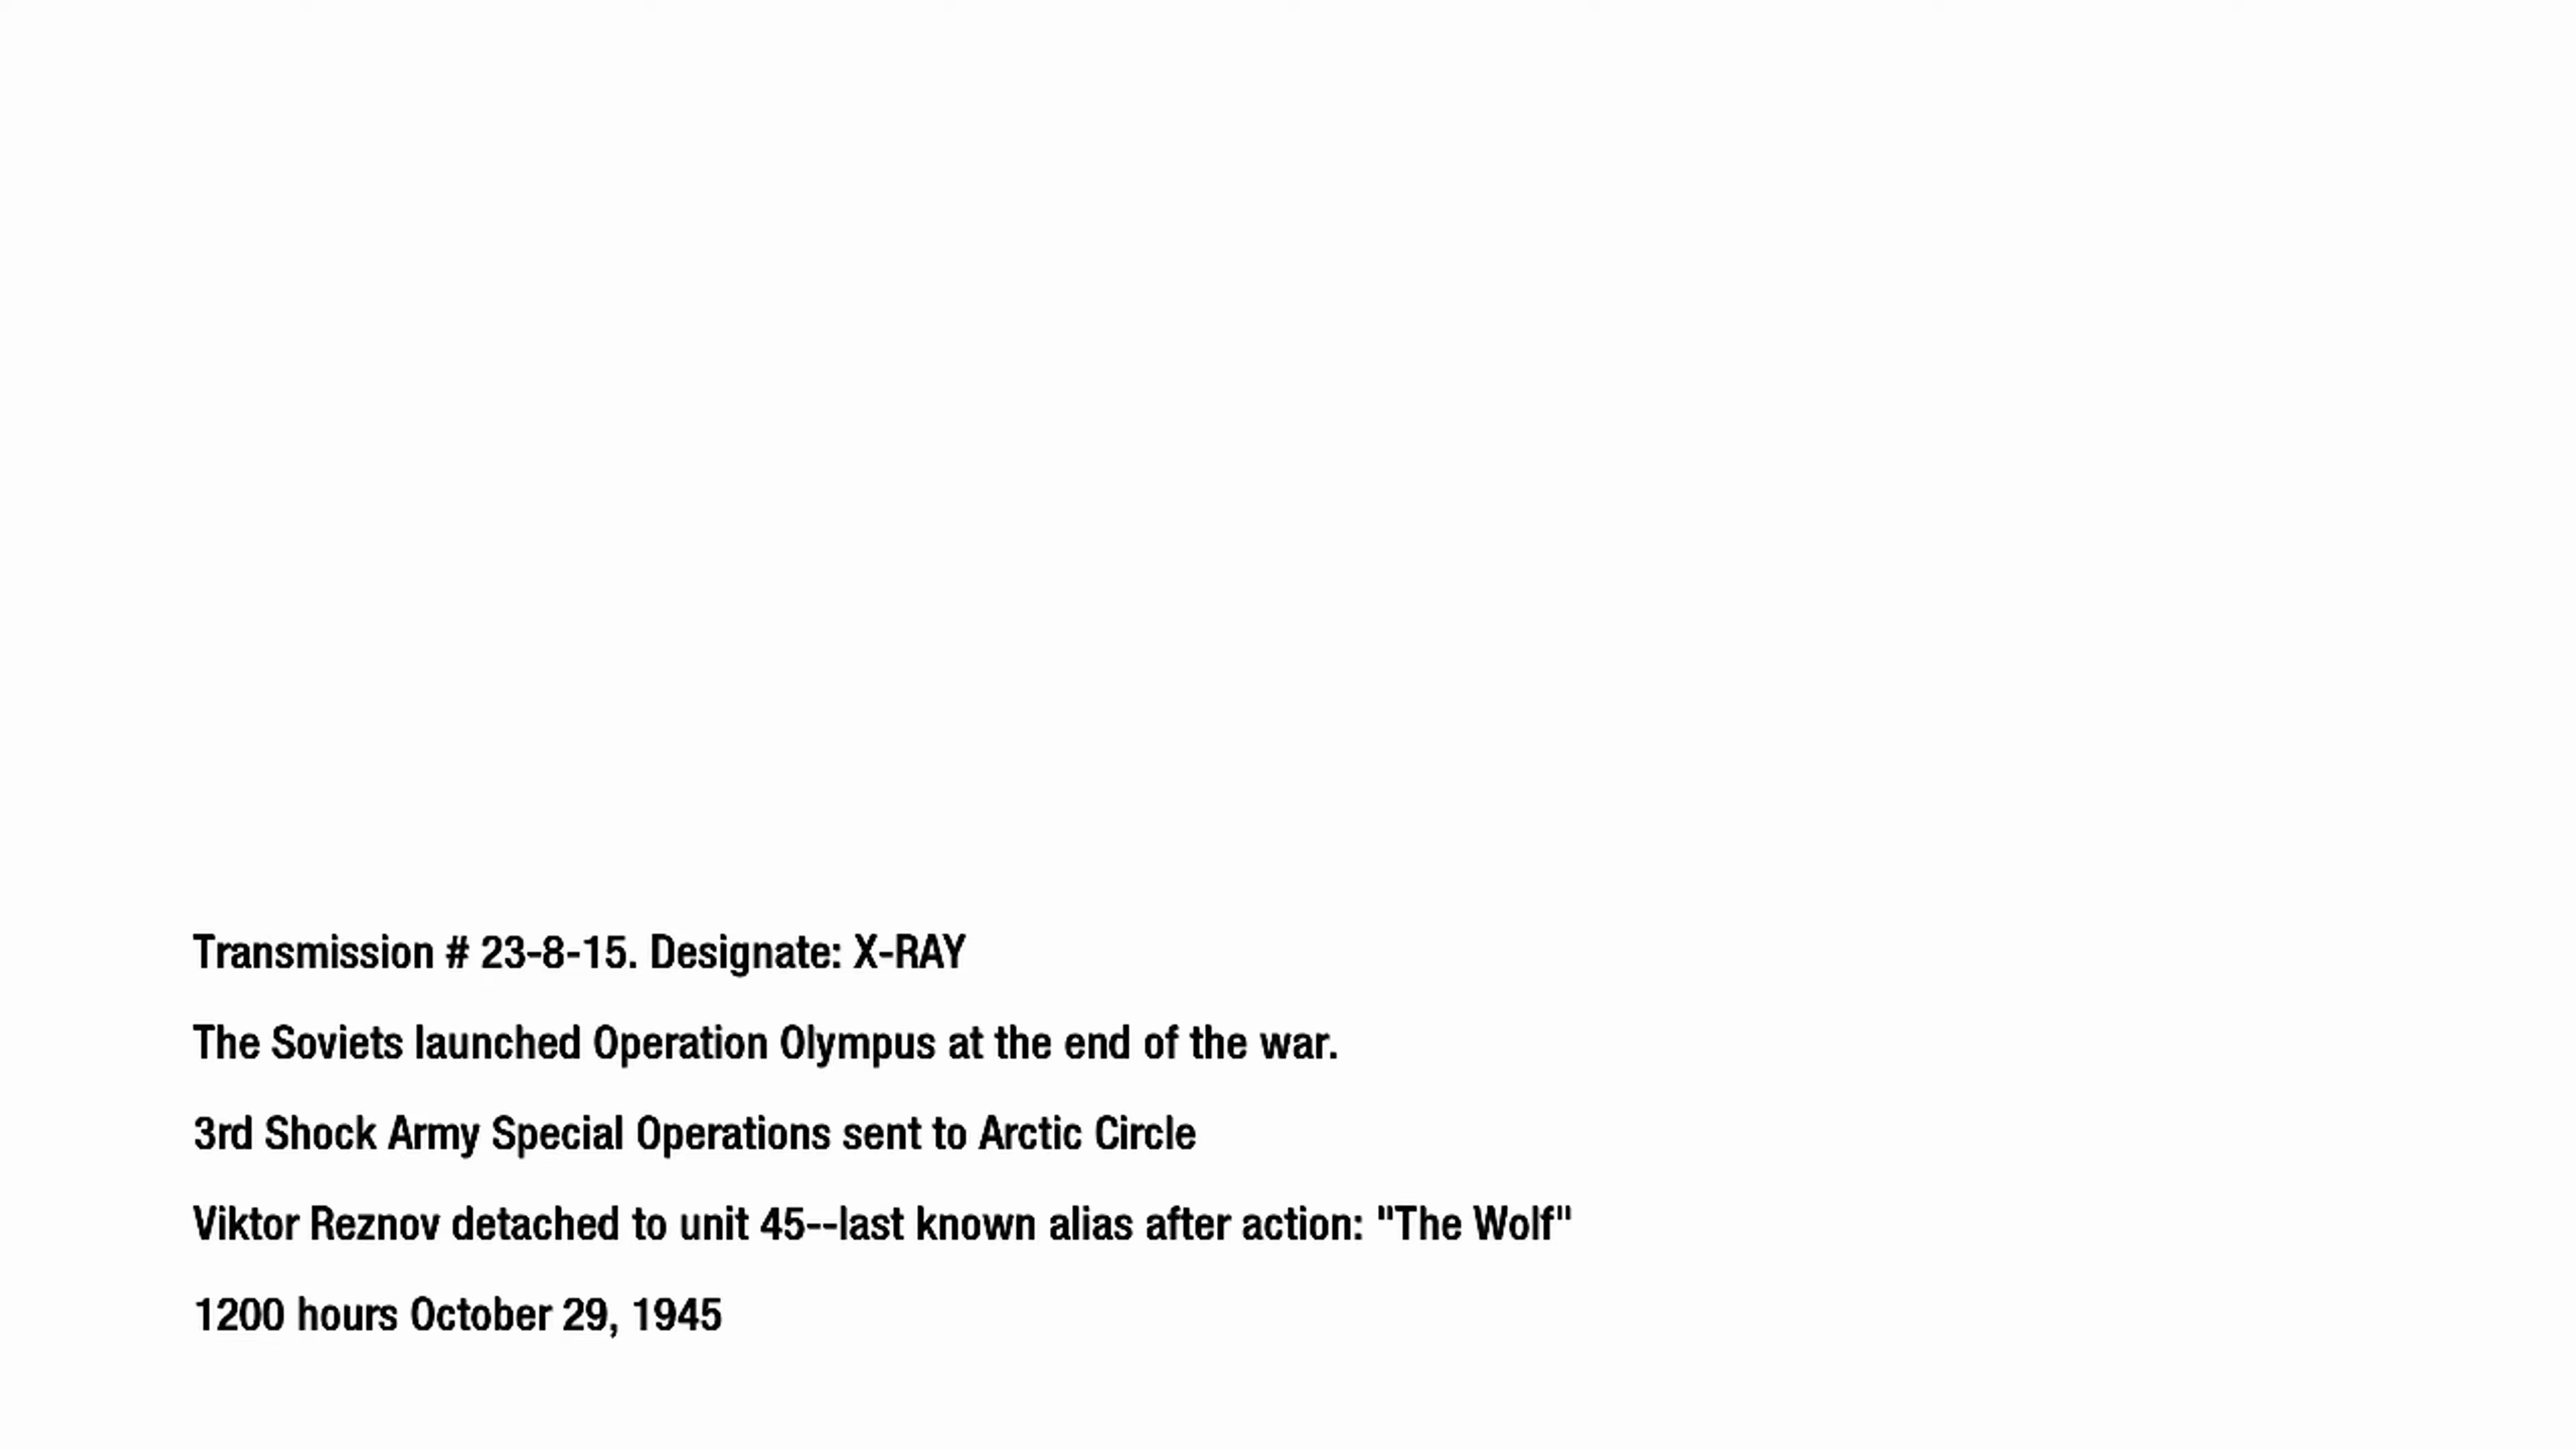 Transmission # 23-8-15. Designate: X-RAY
The Soviets launched Operation Olympus at the end of the war.
3rd Shock Army Special Operations sent to Arctic Circle
Viktor Reznov detached to unit 45--last known alias after action: "The Wolf"
1200 hours October 29, 1945